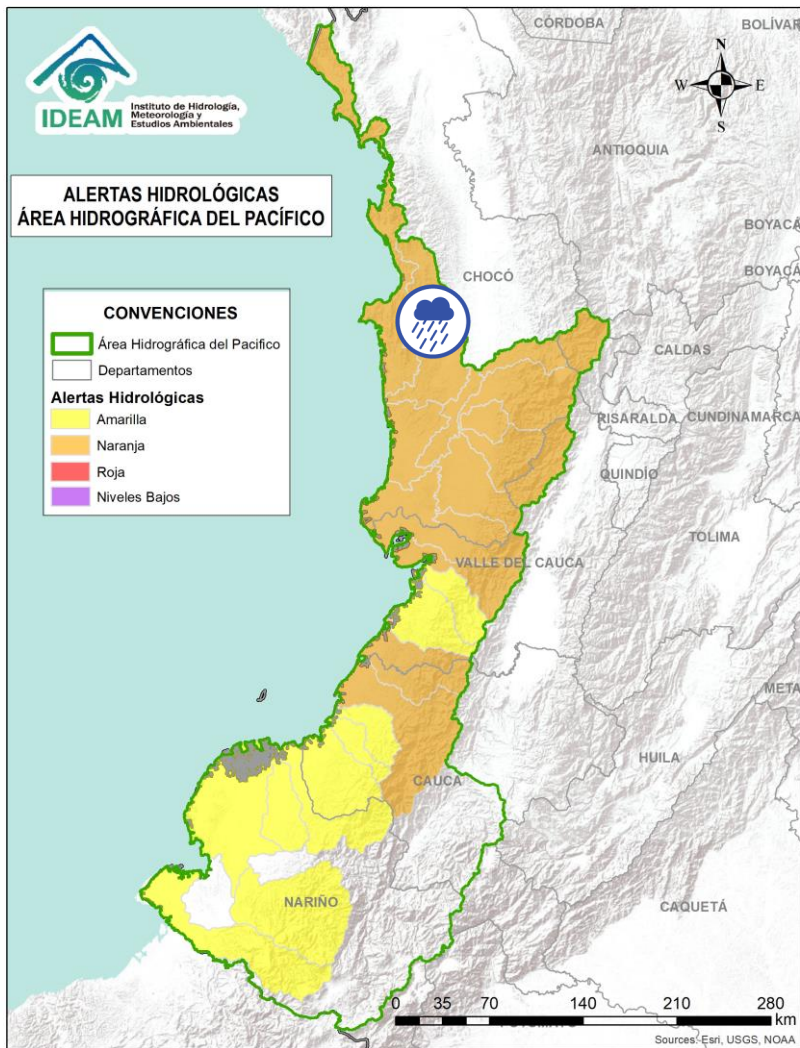 CÓRDOBA
BOLÍVAR
IDEAM
Instituto de Hidrología,
Meteorología y
Estudios Ambientales
N
W
E
S
ANTIOQUIA
ALERTAS HIDROLÓGICAS
ÁREA HIDROGRÁFICA DEL PACÍFICO
BOYACÁ
BOYACÁ
CHOCÓ
CONVENCIONES
Área Hidrográfica del Pacifico
Departamentos
Alertas Hidrológicas
Amarilla
Naranja
Roja
Niveles Bajos
CALDAS
RISARALDA
CUNDINAMARCA
QUINDÍO
TOLIMA
VALLE DEL CAUCA
META
HUILA
CAUCA
NARIÑO
CAQUETÁ
0 35 70 140 210 280
km
Sources: Esri, USGS, NOAA